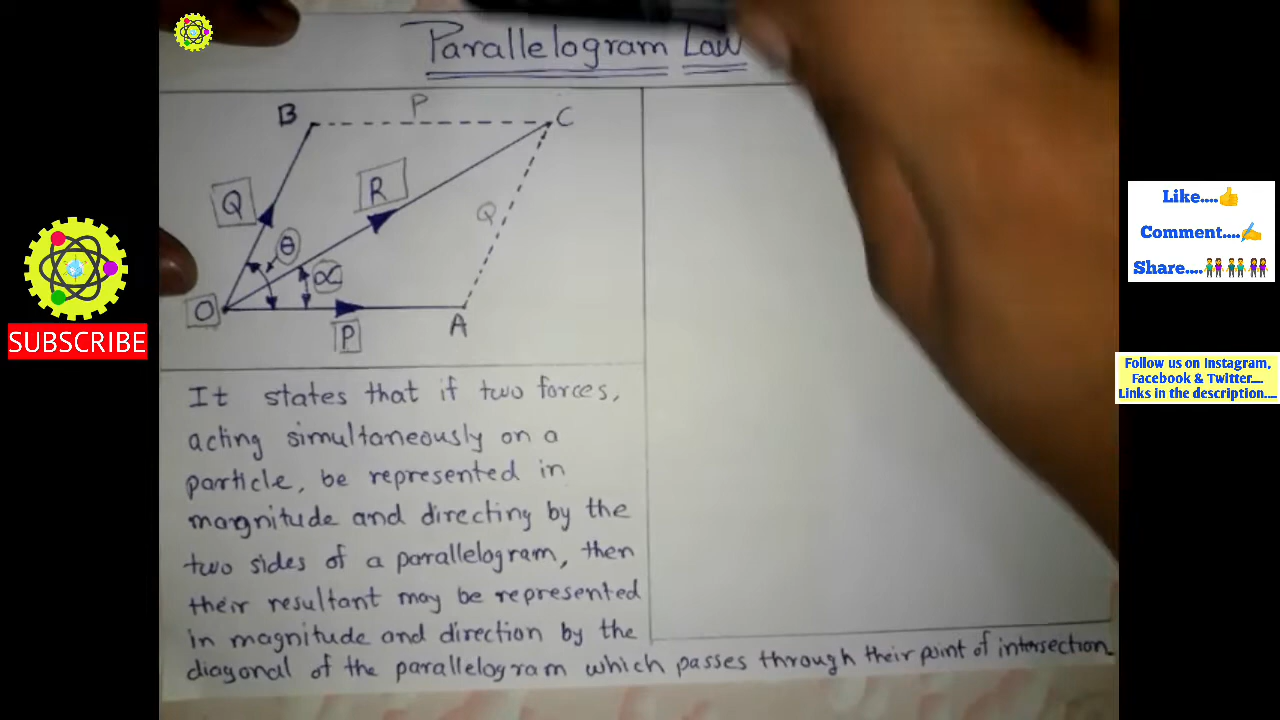 Parallelogram Law
B
P
C
Q
R
Q
θ
α
O
P
A
It states that if two forces,
acting simultaneously on a
particle, be represented in
magnitude and directing by the
two sides of a parallelogram, then
their resultant may be represented
in magnitude and direction by the
diagonal of the parallelogram which passes through their point of intersection.
SUBSCRIBE
Like....👍
Comment....✍
Share....👫👬👭
Follow us on Instagram,
Facebook & Twitter....
Links in the description....